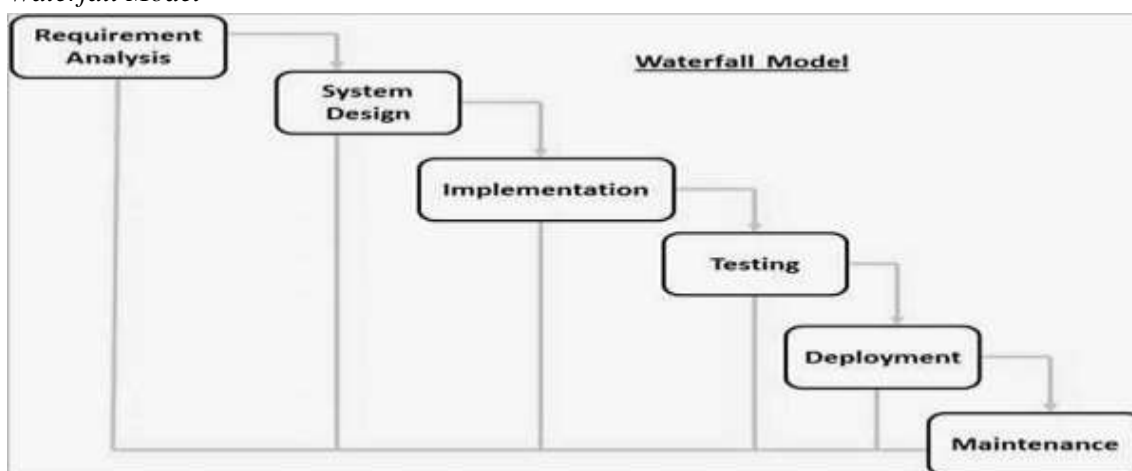 Waterfall Model
Requirement
Analysis
Waterfall Model
System
Design
Implementation
Testing
Deployment
Maintenance